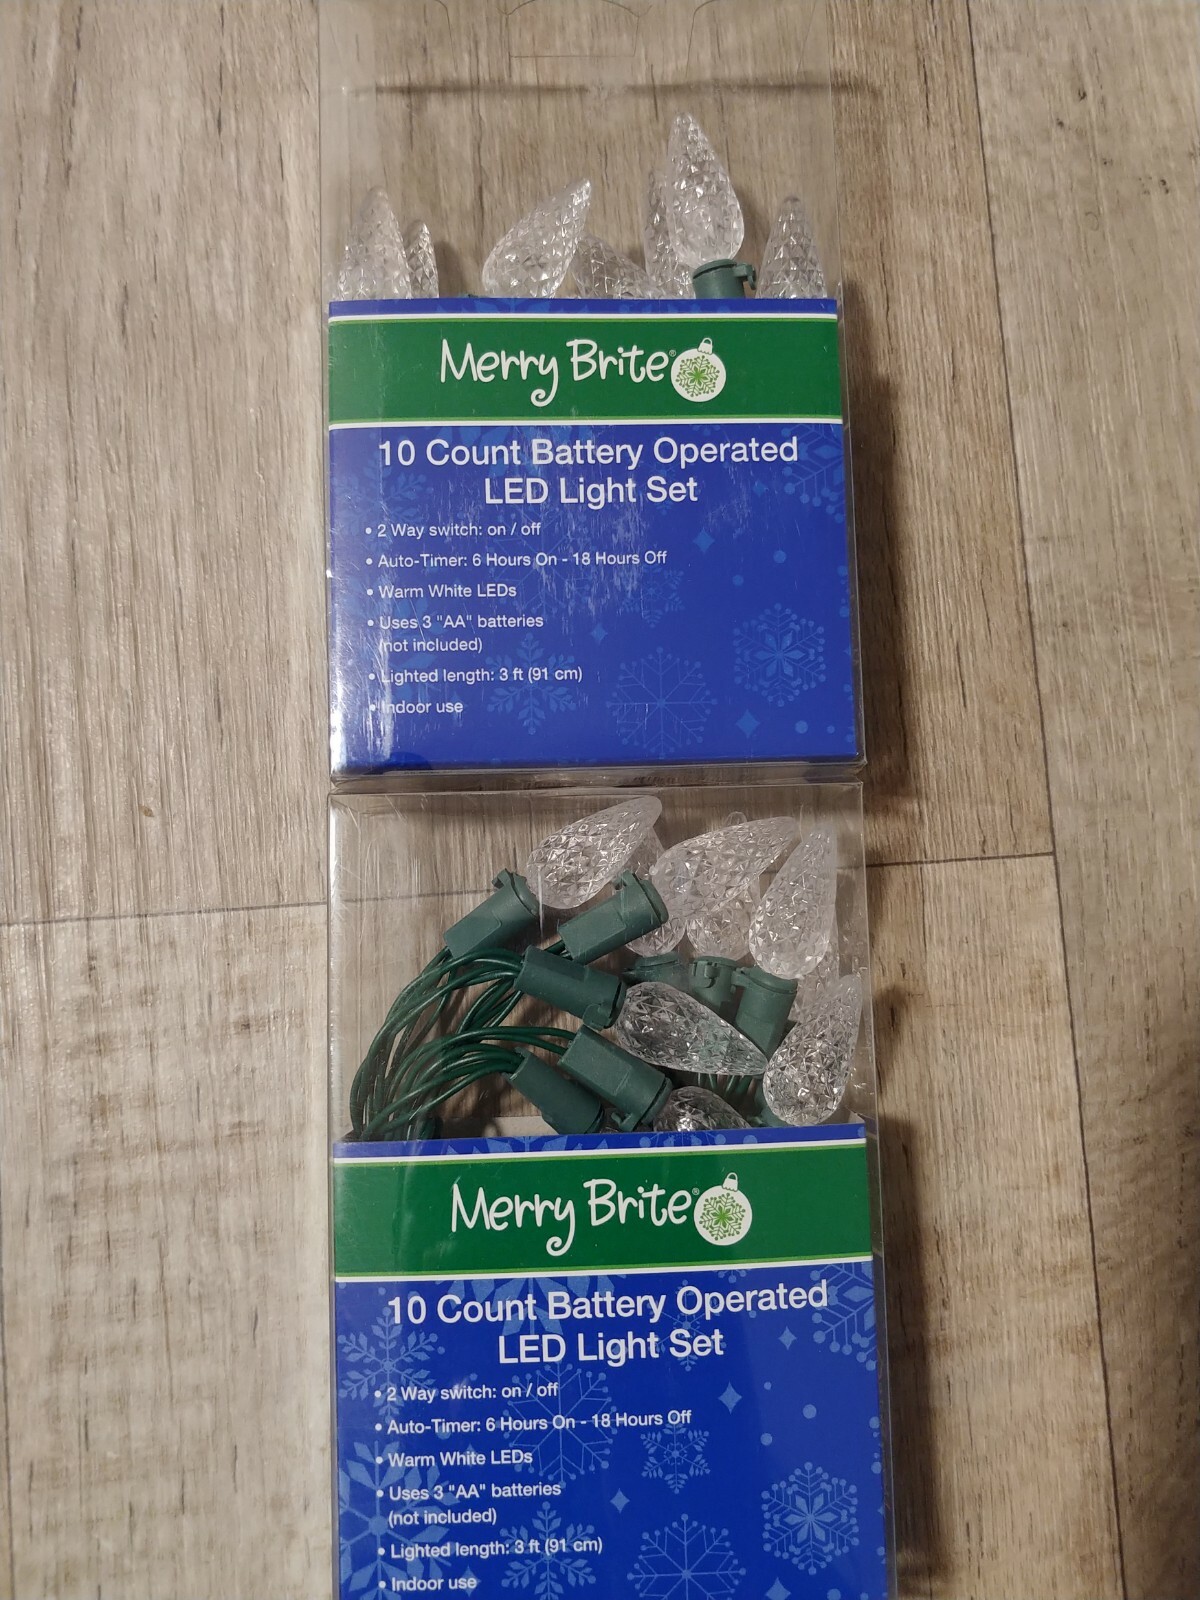 Merry Brite®
10 Count Battery Operated
LED Light Set
• 2 Way switch: on / off
• Auto-Timer: 6 Hours On - 18 Hours Off
• Warm White LEDs
• Uses 3 "AA" batteries
(not included)
• Lighted length: 3 ft (91 cm)
• Indoor use
Merry Brite®
10 Count Battery Operated
LED Light Set
• 2 Way switch: on / off
• Auto-Timer: 6 Hours On - 18 Hours Off
• Warm White LEDs
• Uses 3 "AA" batteries
(not included)
• Lighted length: 3 ft (91 cm)
• Indoor use